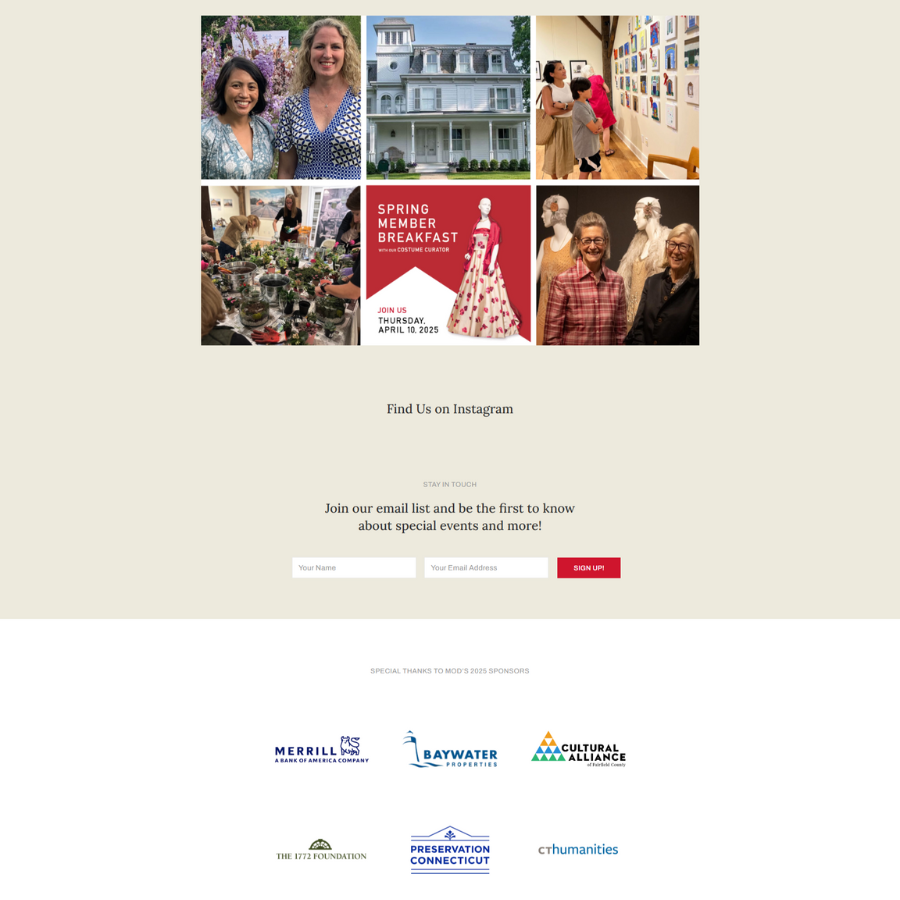 SPRING
MEMBER
BREAKFAST
WITH OUR COSTUME CURATOR
JOIN US
THURSDAY,
APRIL 10, 2025
Find Us on Instagram
STAY IN TOUCH
Join our email list and be the first to know
about special events and more!
Your Name
Your Email Address
SIGN UP!
SPECIAL THANKS TO MOD'S 2025 SPONSORS
MERRILL
A BANK OF AMERICA COMPANY
BAYWATER
PROPERTIES
CULTURAL
ALLIANCE
of Fairfield County
THE 1772 FOUNDATION
PRESERVATION
CONNECTICUT
CThumanities